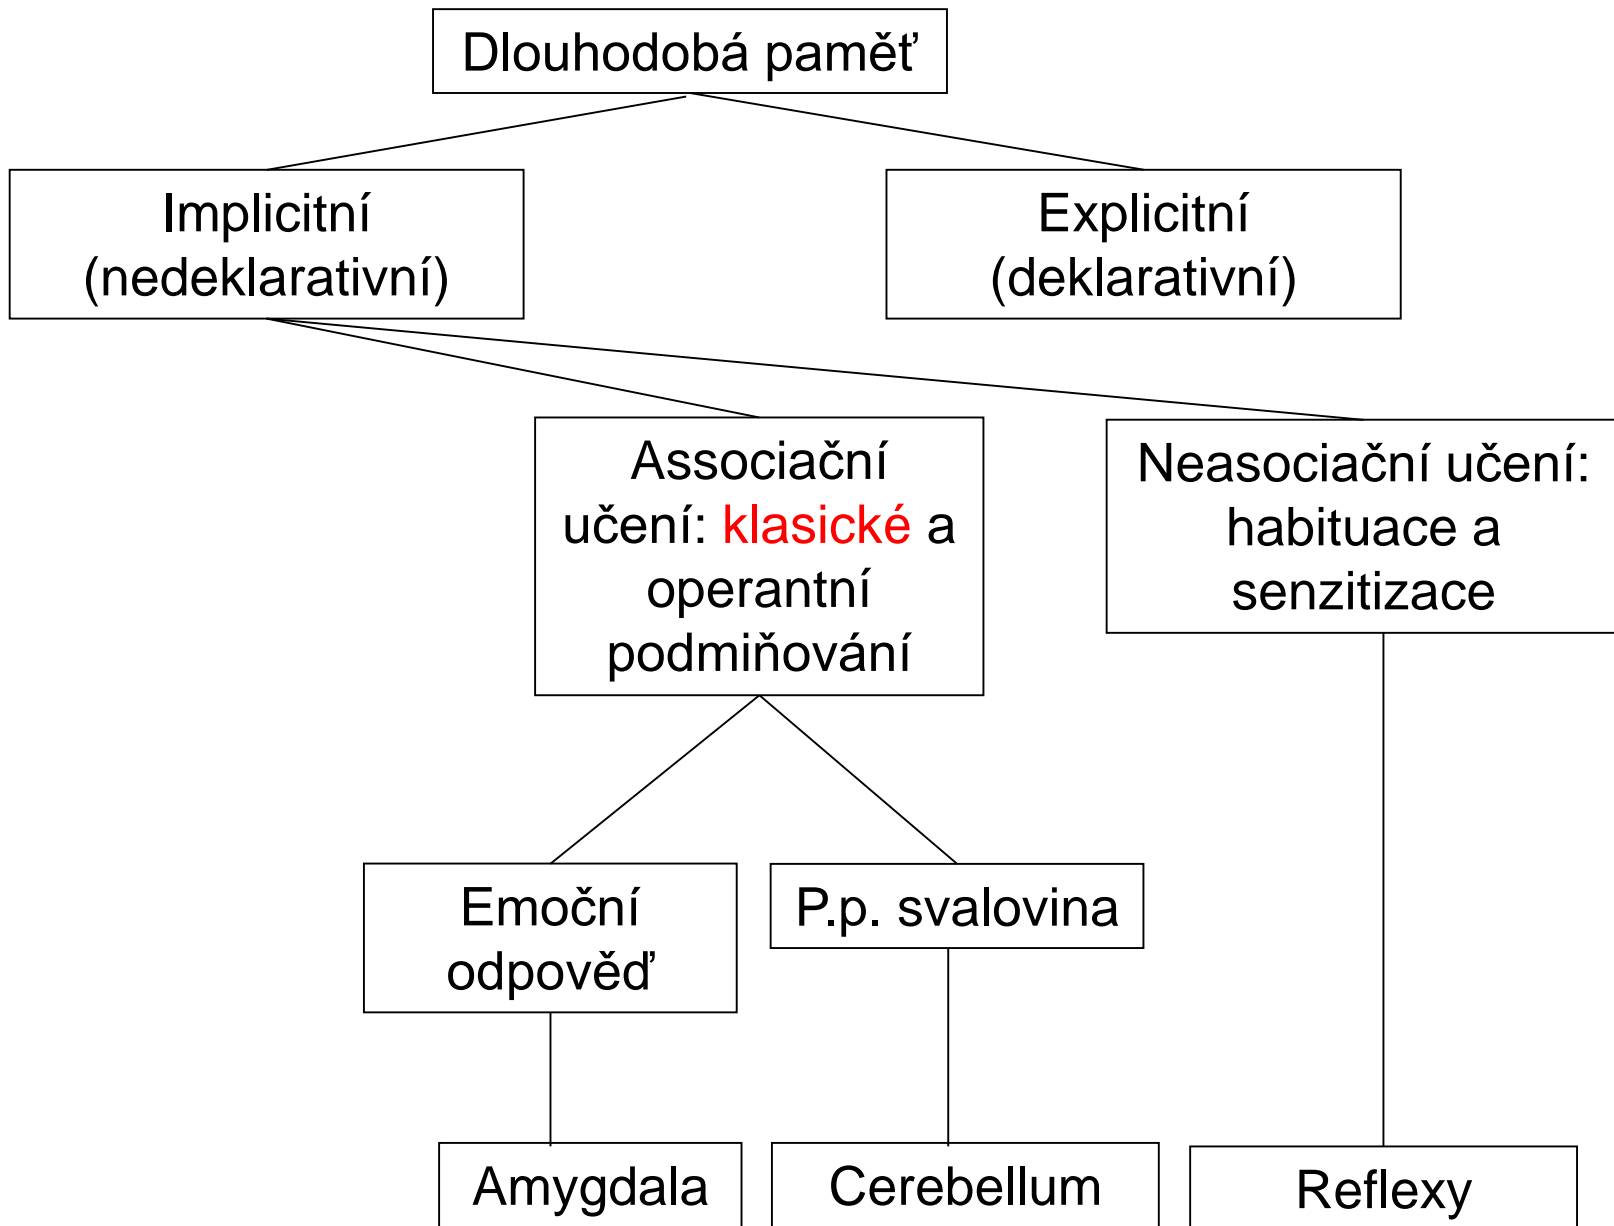 Dlouhodobá paměť
Implicitní
(nedeklarativní)
Explicitní
(deklarativní)
Associační
učení: klasické a
operantní
podmiňování
Neasociační učení:
habituace a
senzitizace
Emoční
odpověď
P.p. svalovina
Amygdala
Cerebellum
Reflexy